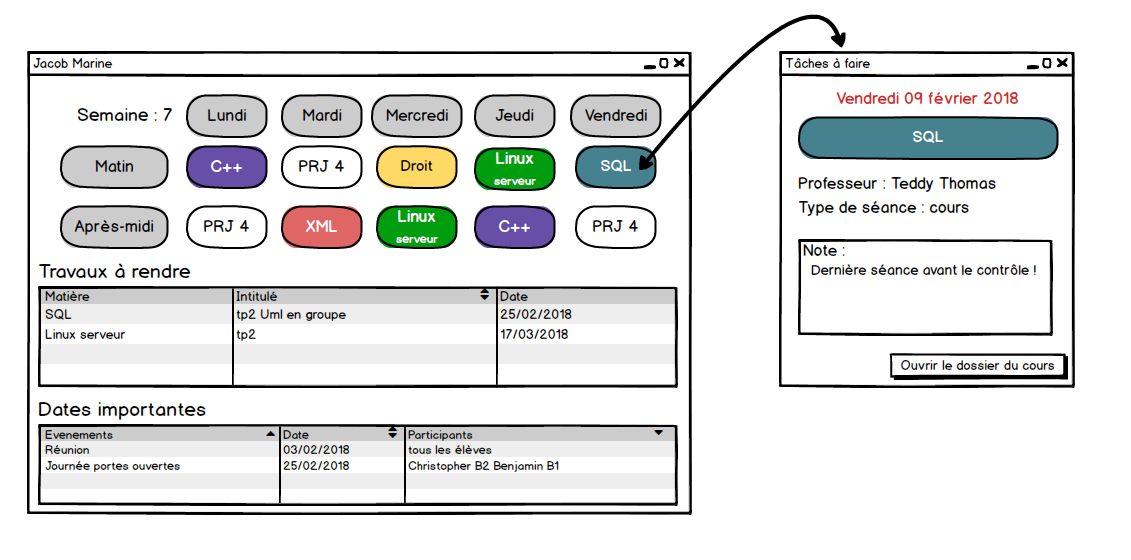 Jacob Marine
Semaine : 7 Lundi Mardi Mercredi Jeudi Vendredi
Matin C++ PRJ 4 Droit Linux serveur SQL
Après-midi PRJ 4 XML Linux serveur C++ PRJ 4
Travaux à rendre
Matière Intitulé Date
SQL tp2 Uml en groupe 25/02/2018
Linux serveur tp2 17/03/2018
Dates importantes
Evenements Date Participants
Réunion 03/02/2018 tous les élèves
Journée portes ouvertes 25/02/2018 Christopher B2 Benjamin B1
Tâches à faire
Vendredi 09 février 2018
SQL
Professeur : Teddy Thomas
Type de séance : cours
Note :
Dernière séance avant le contrôle !
Ouvrir le dossier du cours